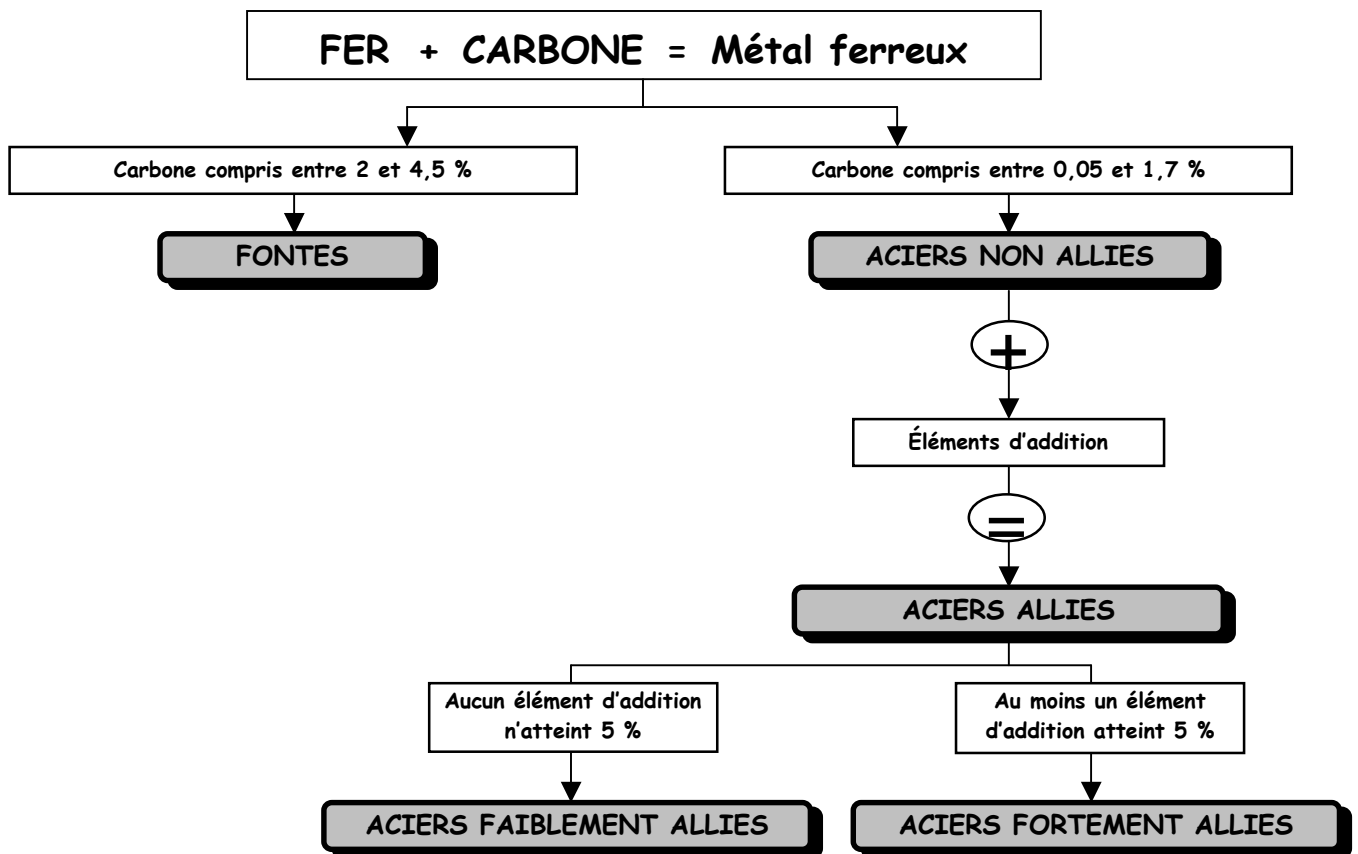 FER + CARBONE = Métal ferreux
Carbone compris entre 2 et 4,5 %
Carbone compris entre 0,05 et 1,7 %
FONTES
ACIERS NON ALLIES
+
Éléments d'addition
=
ACIERS ALLIES
Aucun élément d'addition
n'atteint 5 %
Au moins un élément
d'addition atteint 5 %
ACIERS FAIBLEMENT ALLIES
ACIERS FORTEMENT ALLIES